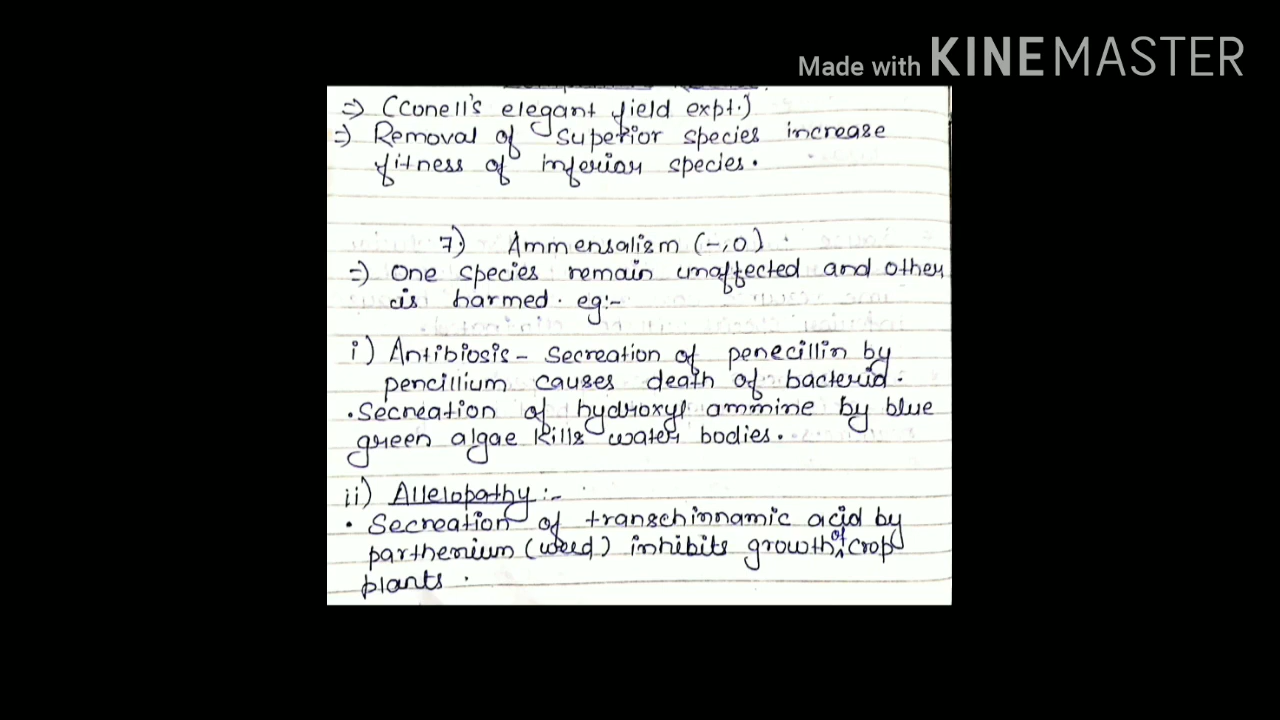 Made with KINEMASTER
⇒ (Conell's elegant field expt.)
⇒ Removal of superior species increase
fitness of inferior species.
7) Ammensalism (-,0)
⇒ One species remain unaffected and other
is harmed. eg:-
i) Antibiosis - Secreation of penecillin by
pencillium causes death of bacteria.
• Secreation of hydroxyl ammine by blue
green algae kills water bodies.
ii) Allelopathy :-
• Secreation of transchinnamic acid by
parthenium (weed) inhibits growth of crop
plants.